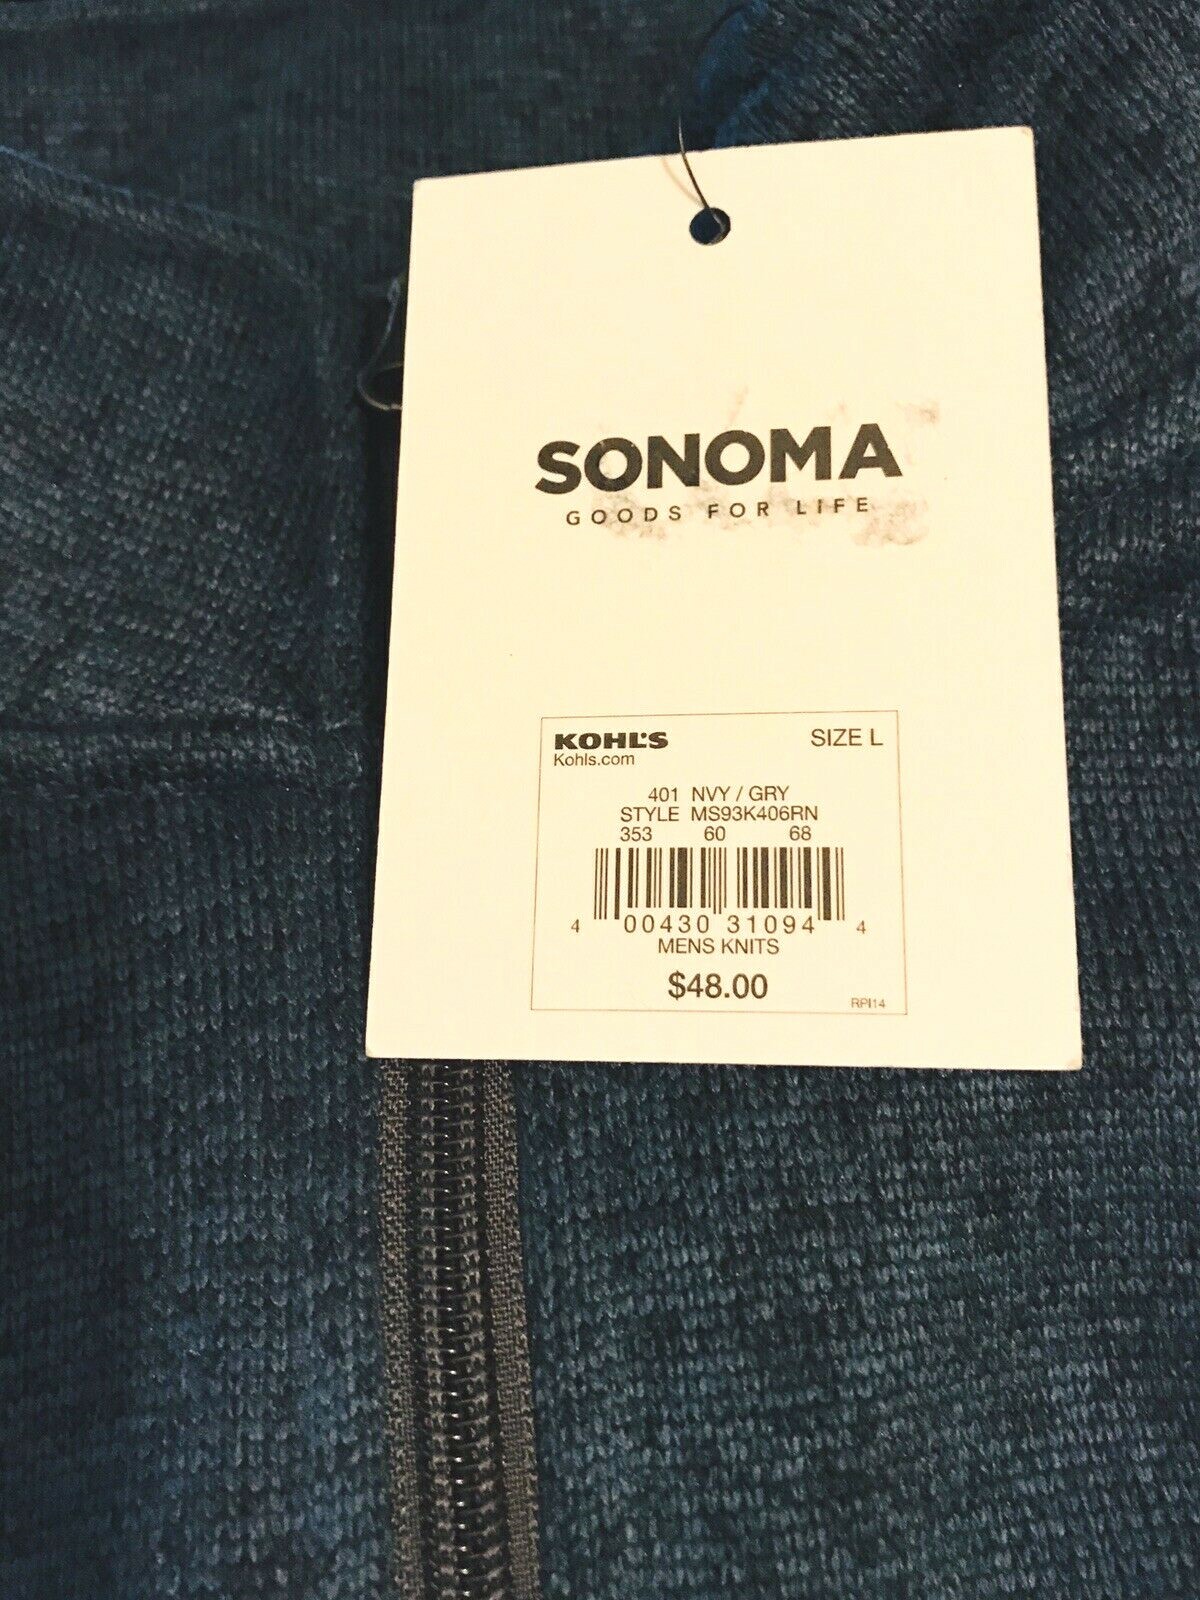 SONOMA
GOODS FOR LIFE
KOHL'S SIZE L
Kohls.com
401 NVY / GRY
STYLE MS93K406RN
353 60 68
4 00430 31094 4
MENS KNITS
$48.00
RPI14